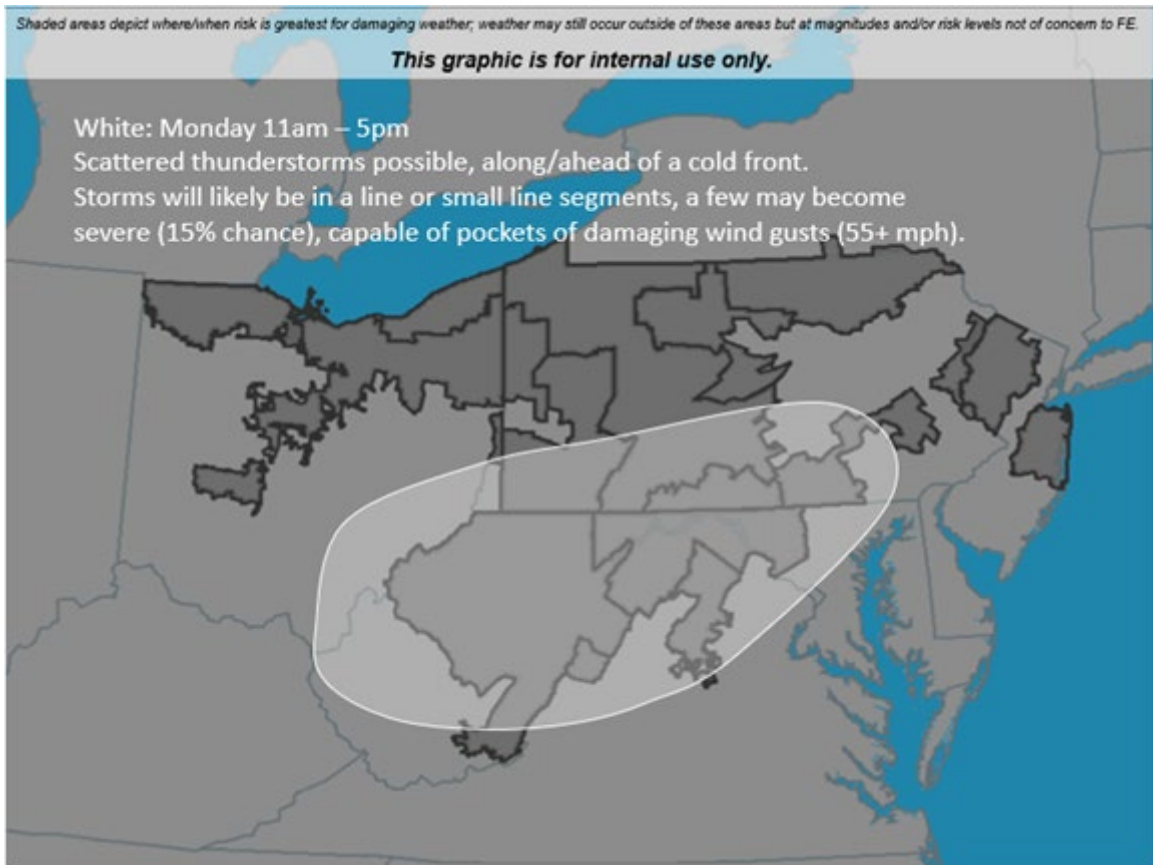 Shaded areas depict where/when risk is greatest for damaging weather; weather may still occur outside of these areas but at magnitudes and/or risk levels not of concern to FE.
This graphic is for internal use only.
White: Monday 11am – 5pm
Scattered thunderstorms possible, along/ahead of a cold front.
Storms will likely be in a line or small line segments, a few may become
severe (15% chance), capable of pockets of damaging wind gusts (55+ mph).